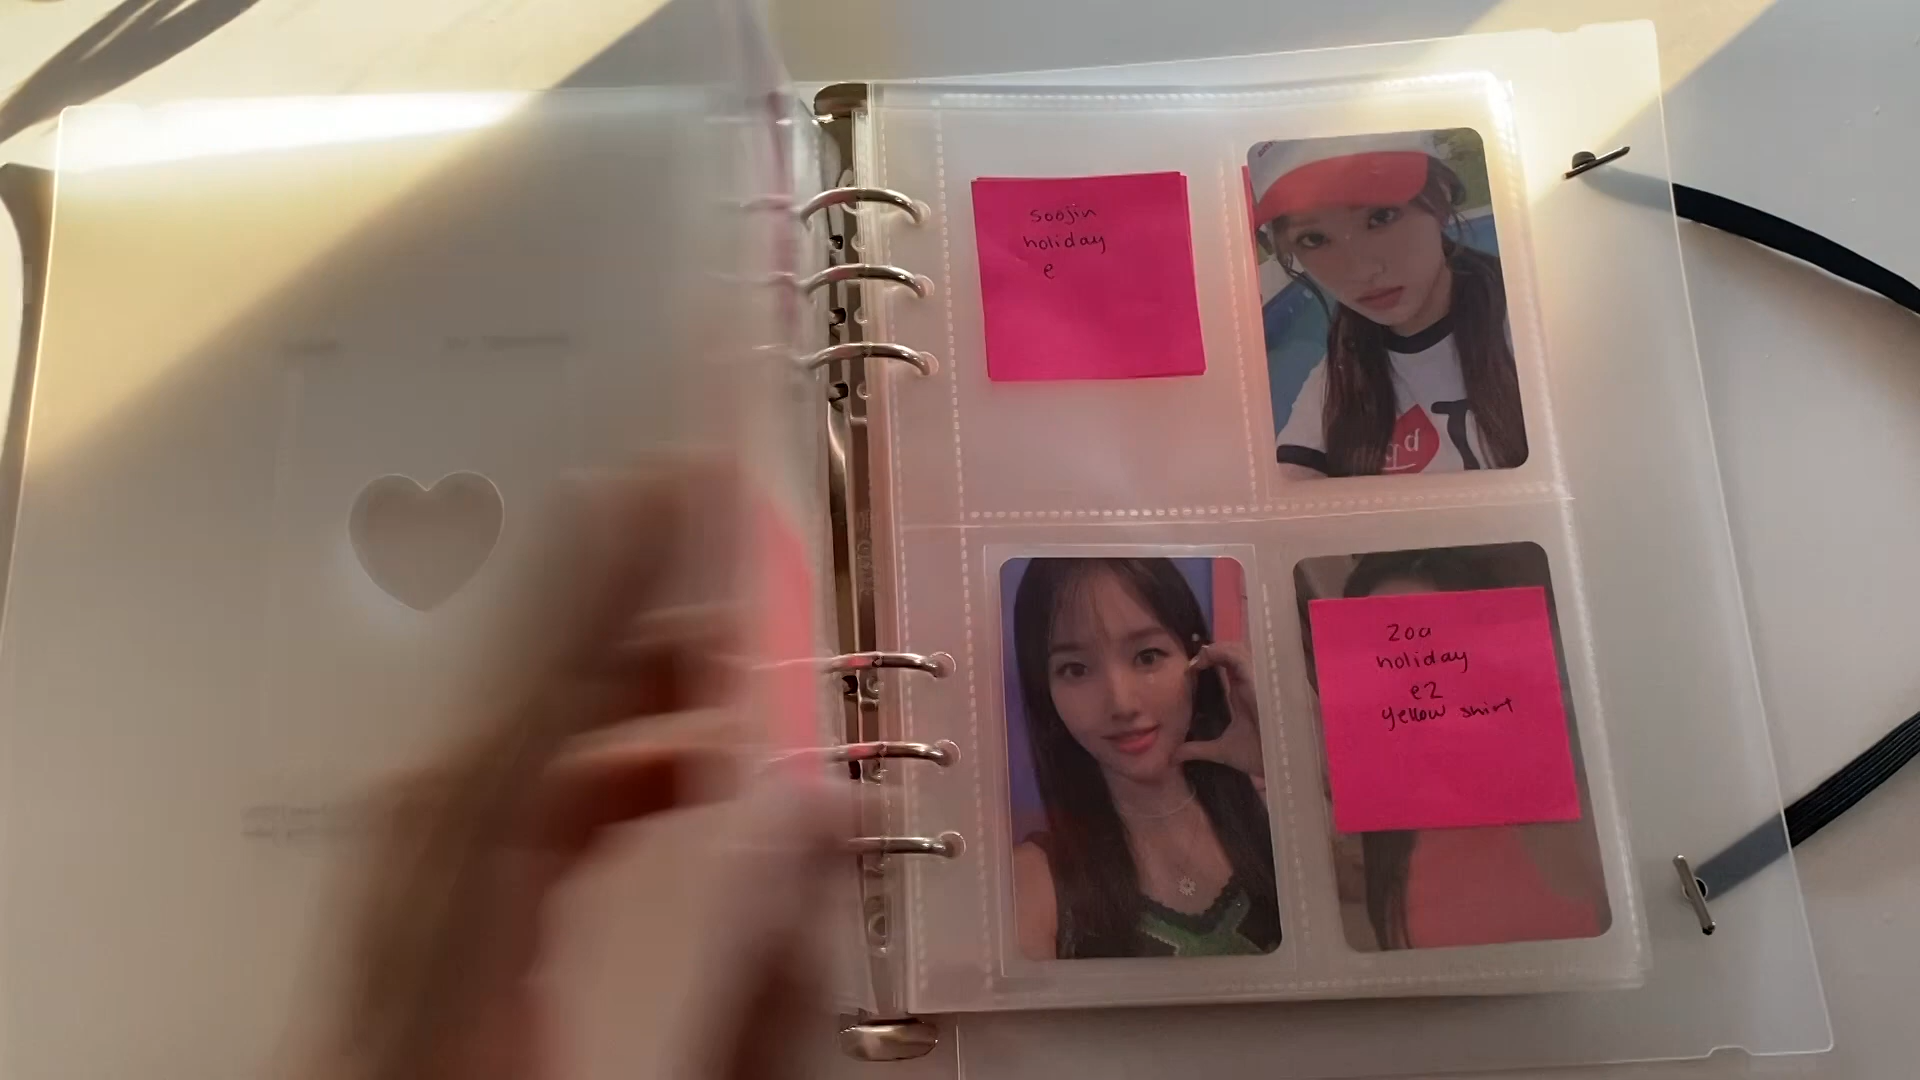 soojin
holiday
e
zoa
holiday
e2
yellow shirt